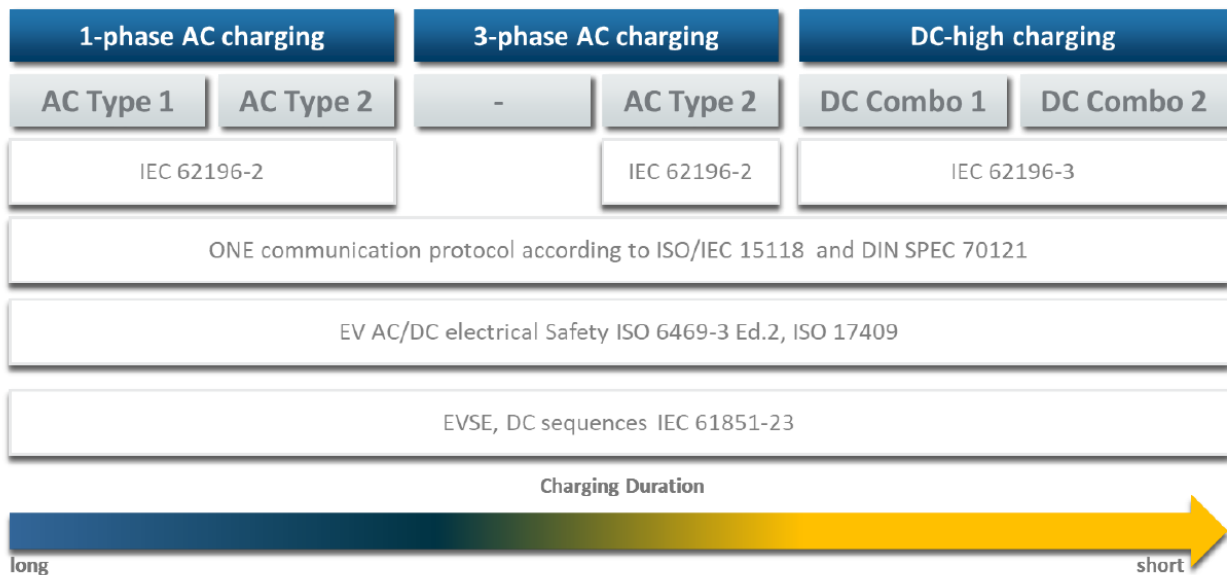 1-phase AC charging
3-phase AC charging
DC-high charging
AC Type 1
AC Type 2
-
AC Type 2
DC Combo 1
DC Combo 2
IEC 62196-2
IEC 62196-2
IEC 62196-3
ONE communication protocol according to ISO/IEC 15118 and DIN SPEC 70121
EV AC/DC electrical Safety ISO 6469-3 Ed.2, ISO 17409
EVSE, DC sequences IEC 61851-23
Charging Duration
long
short